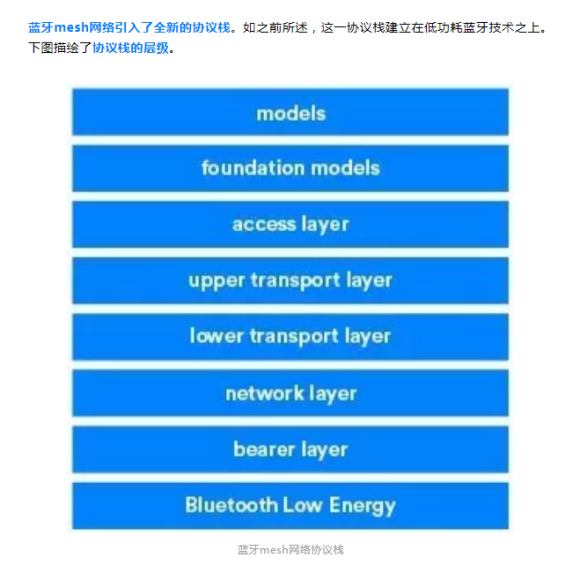 蓝牙mesh网络引入了全新的协议栈。如之前所述，这一协议栈建立在低功耗蓝牙技术之上。
下图描绘了协议栈的层级。
models
foundation models
access layer
upper transport layer
lower transport layer
network layer
bearer layer
Bluetooth Low Energy
蓝牙mesh网络协议栈